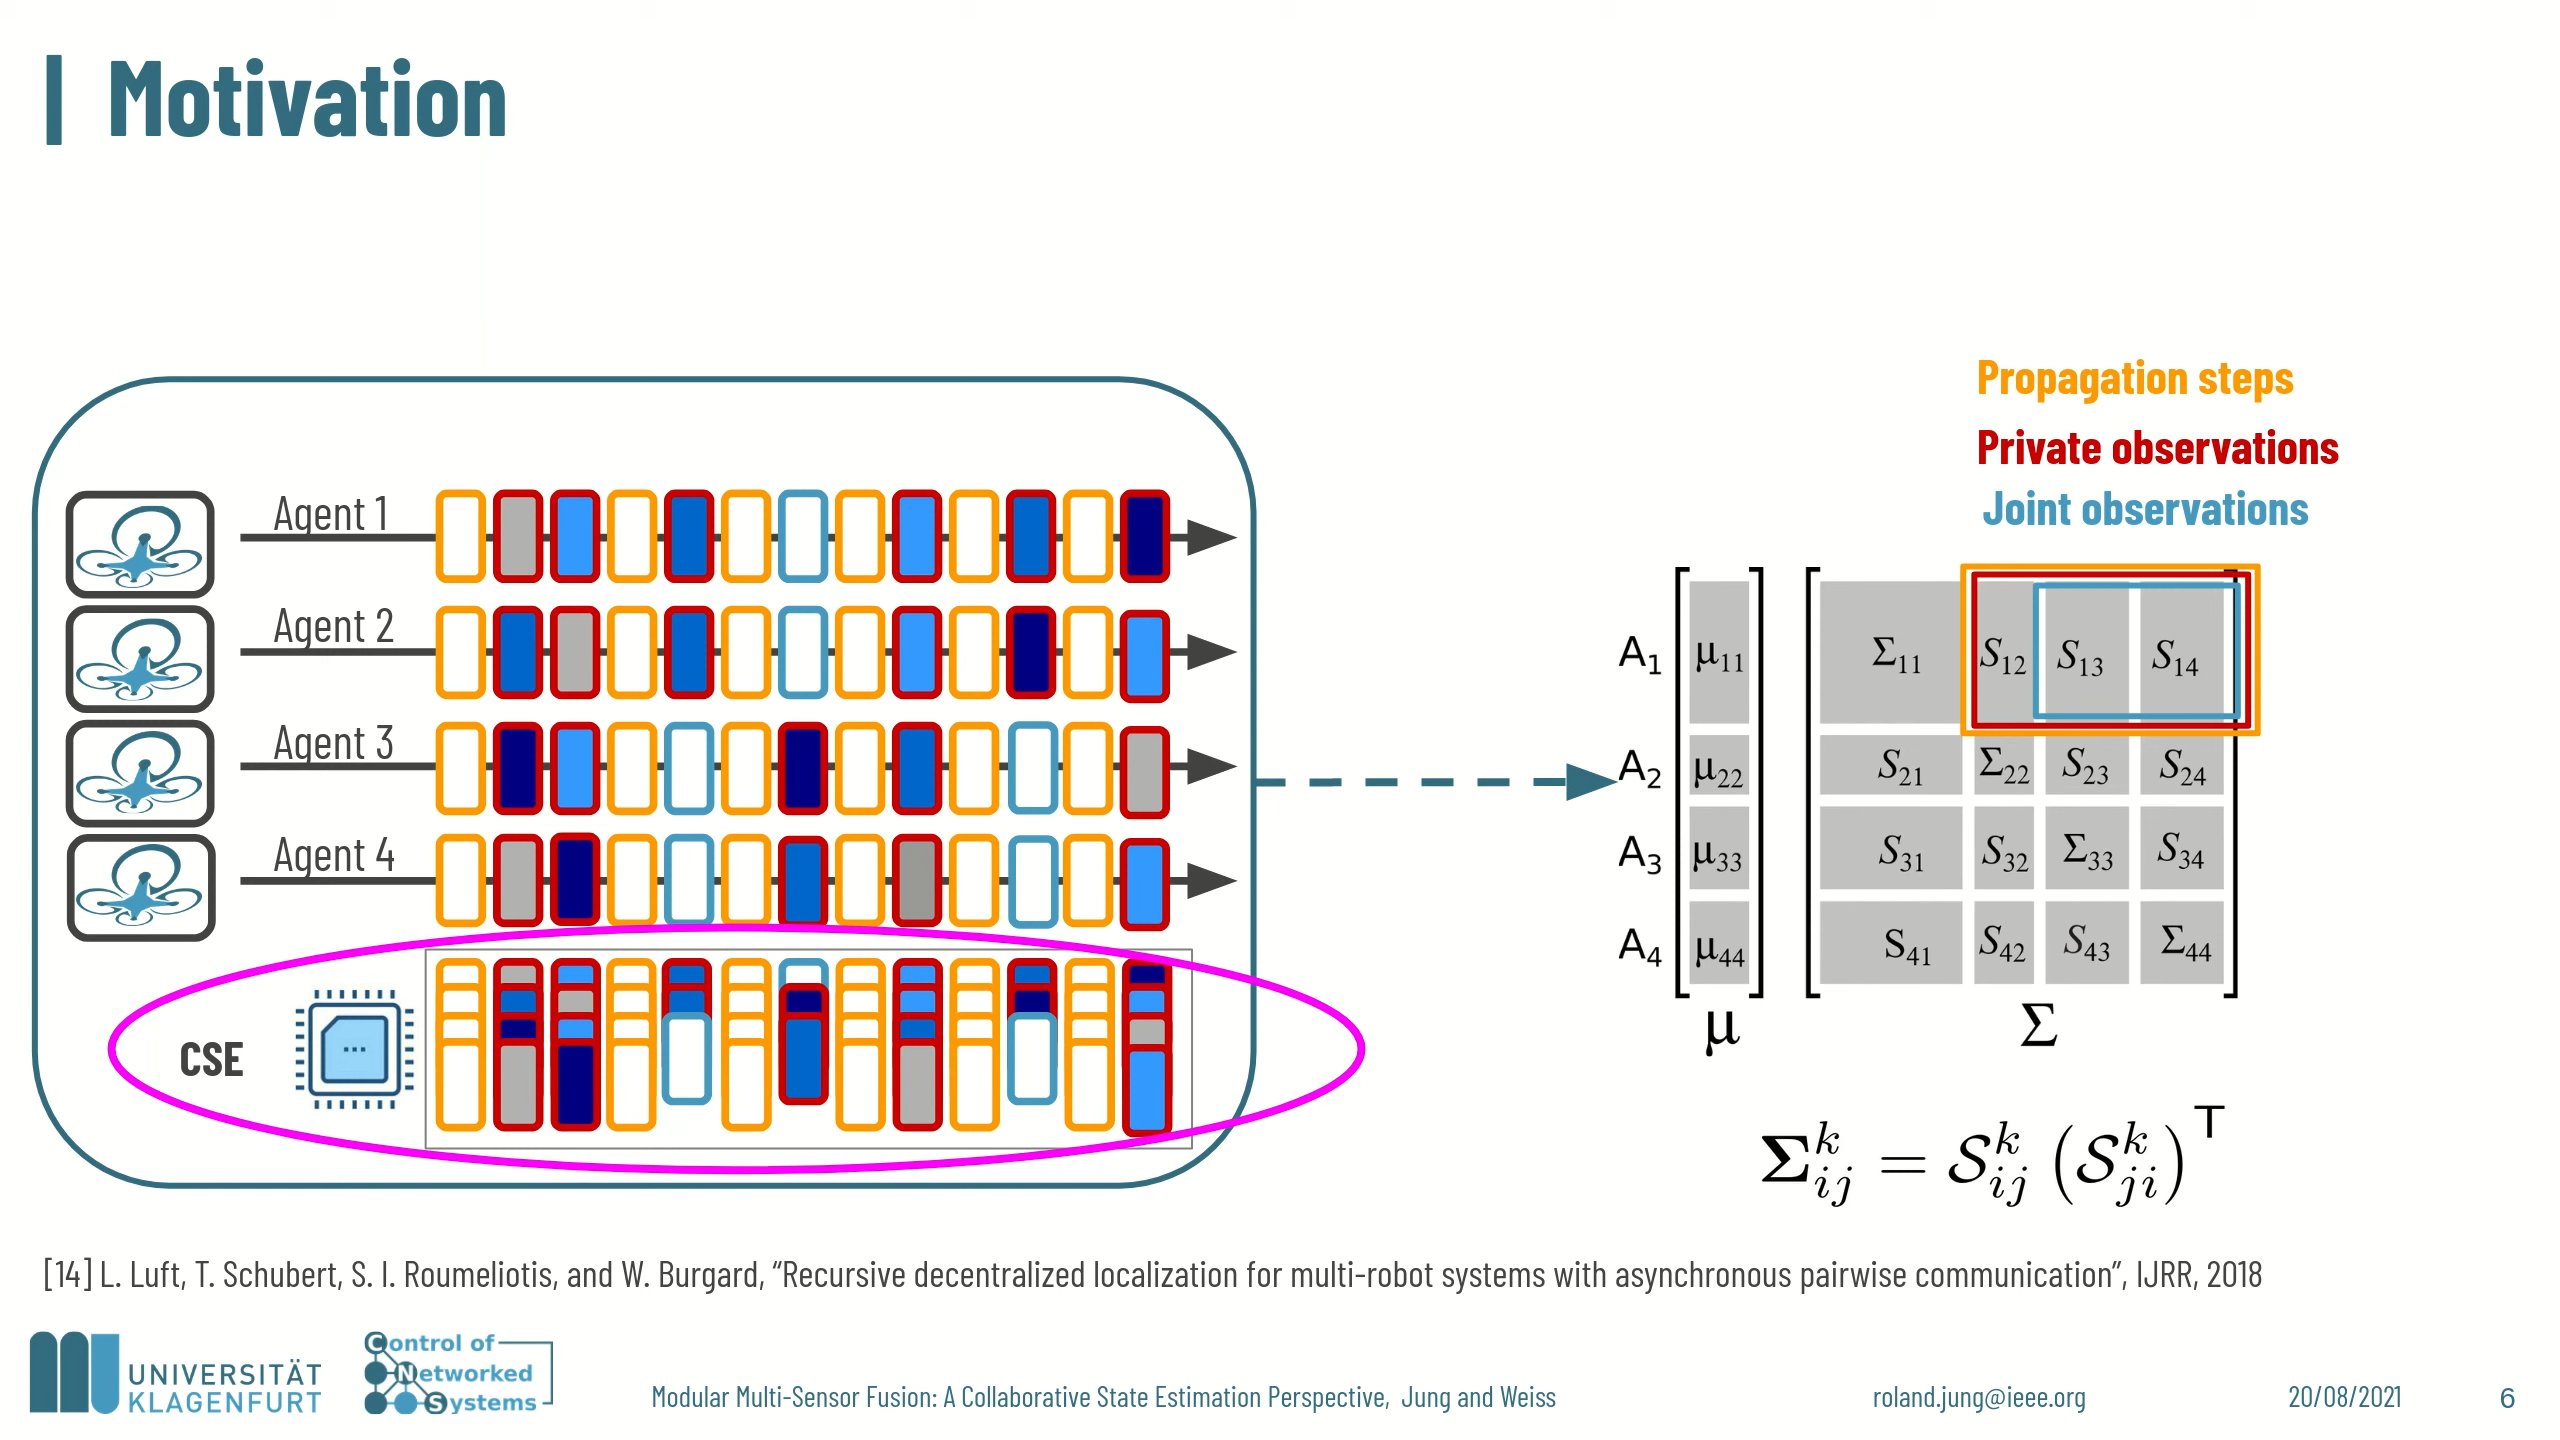 Motivation
Propagation steps
Private observations
Joint observations
Agent 1
Agent 2
Agent 3
Agent 4
CSE
...
A1 μ11 Σ11 S12 S13 S14
A2 μ22 S21 Σ22 S23 S24
A3 μ33 S31 S32 Σ33 S34
A4 μ44 S41 S42 S43 Σ44
μ Σ
Σ^k_ij = S^k_ij (S^k_ji)^T
[14] L. Luft, T. Schubert, S. I. Roumeliotis, and W. Burgard, “Recursive decentralized localization for multi-robot systems with asynchronous pairwise communication”, IJRR, 2018
UNIVERSITÄT
KLAGENFURT
Control of
Networked
Systems
Modular Multi-Sensor Fusion: A Collaborative State Estimation Perspective, Jung and Weiss
roland.jung@ieee.org
20/08/2021
6